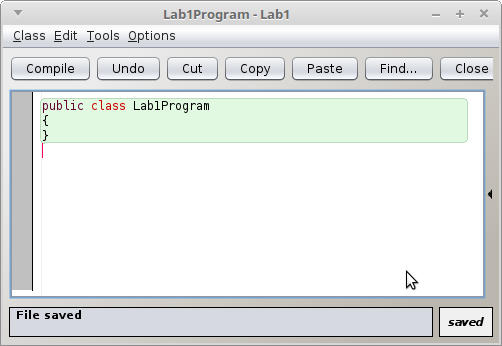 Lab1Program - Lab1
Class Edit Tools Options
Compile Undo Cut Copy Paste Find... Close
public class Lab1Program
{
}
File saved
saved